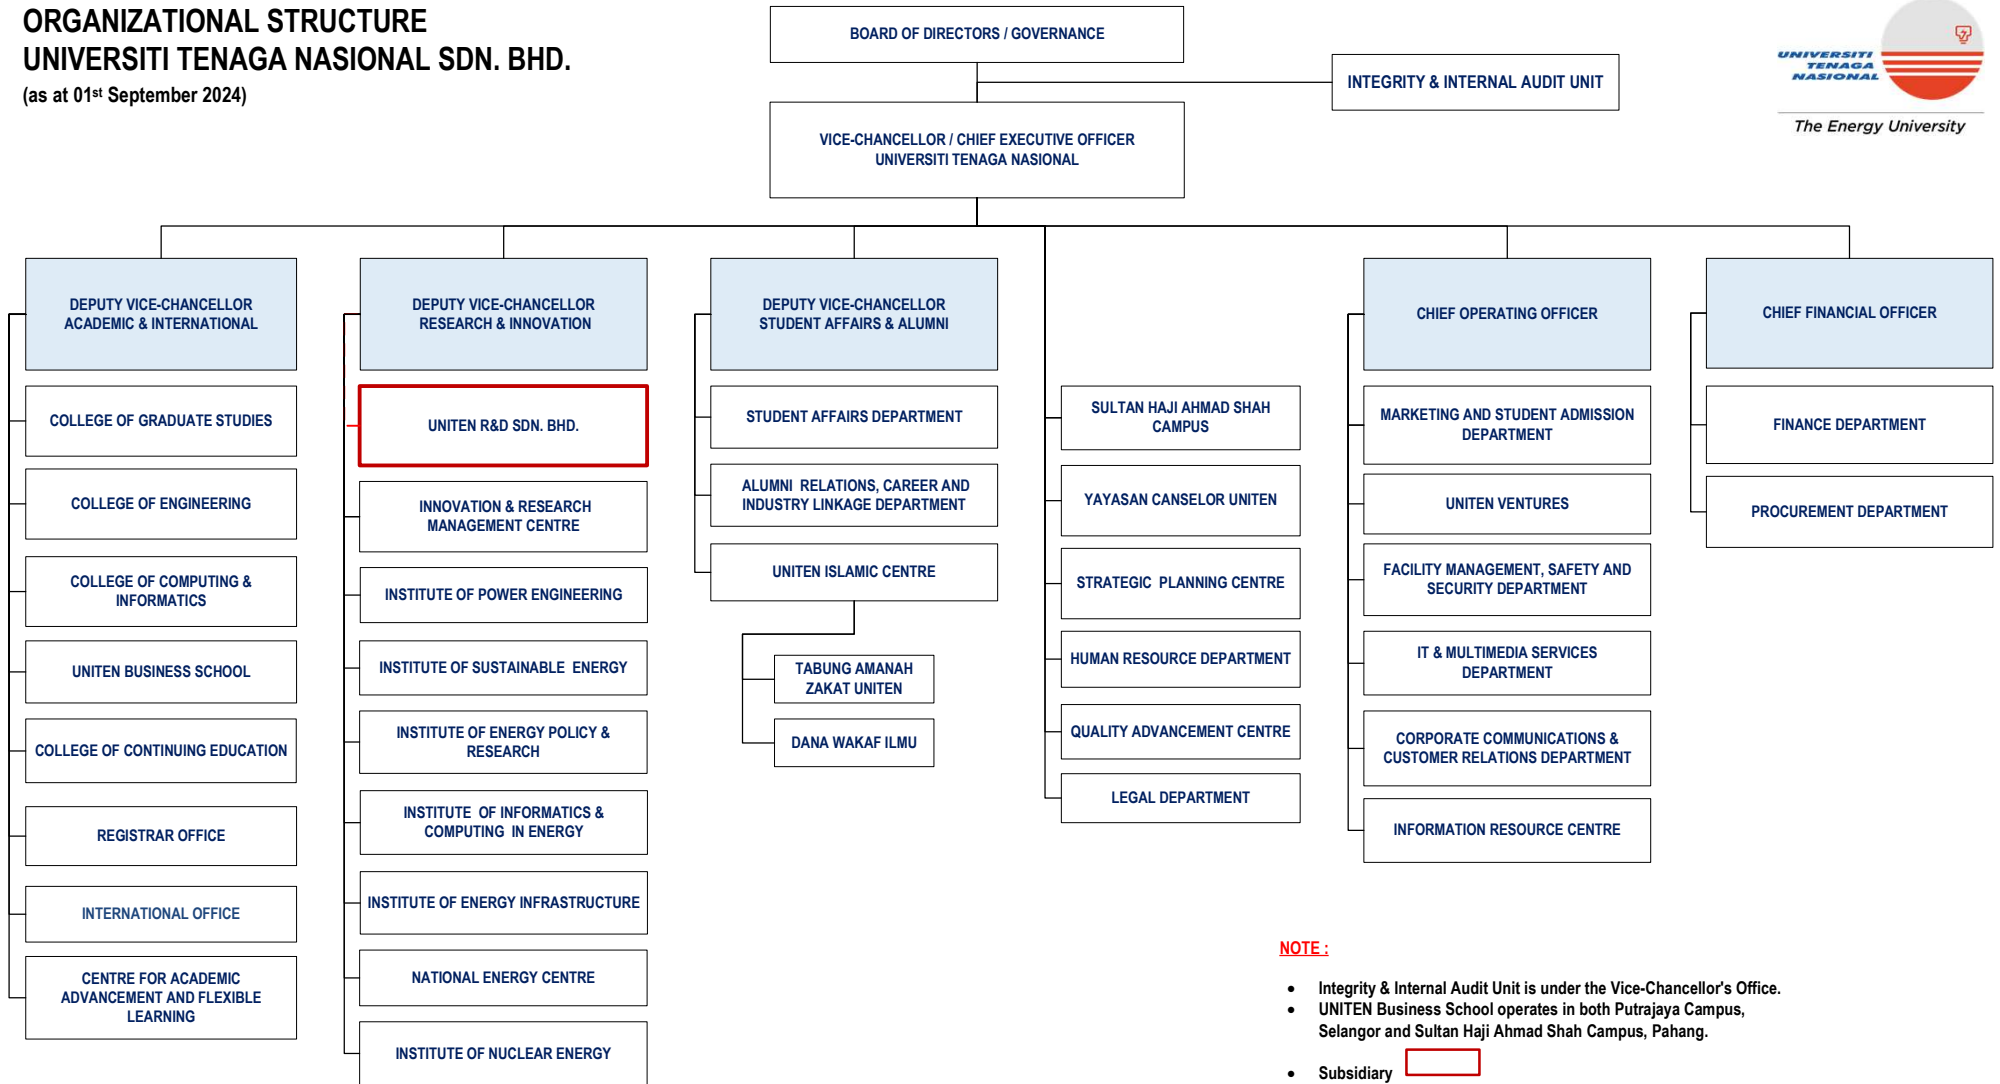 ORGANIZATIONAL STRUCTURE
UNIVERSITI TENAGA NASIONAL SDN. BHD.
(as at 01st September 2024)
BOARD OF DIRECTORS / GOVERNANCE
INTEGRITY & INTERNAL AUDIT UNIT
UNIVERSITI
TENAGA
NASIONAL
The Energy University
VICE-CHANCELLOR / CHIEF EXECUTIVE OFFICER
UNIVERSITI TENAGA NASIONAL
DEPUTY VICE-CHANCELLOR
ACADEMIC & INTERNATIONAL
COLLEGE OF GRADUATE STUDIES
COLLEGE OF ENGINEERING
COLLEGE OF COMPUTING &
INFORMATICS
UNITEN BUSINESS SCHOOL
COLLEGE OF CONTINUING EDUCATION
REGISTRAR OFFICE
INTERNATIONAL OFFICE
CENTRE FOR ACADEMIC
ADVANCEMENT AND FLEXIBLE
LEARNING
DEPUTY VICE-CHANCELLOR
RESEARCH & INNOVATION
UNITEN R&D SDN. BHD.
INNOVATION & RESEARCH
MANAGEMENT CENTRE
INSTITUTE OF POWER ENGINEERING
INSTITUTE OF SUSTAINABLE ENERGY
INSTITUTE OF ENERGY POLICY &
RESEARCH
INSTITUTE OF INFORMATICS &
COMPUTING IN ENERGY
INSTITUTE OF ENERGY INFRASTRUCTURE
NATIONAL ENERGY CENTRE
INSTITUTE OF NUCLEAR ENERGY
DEPUTY VICE-CHANCELLOR
STUDENT AFFAIRS & ALUMNI
STUDENT AFFAIRS DEPARTMENT
ALUMNI RELATIONS, CAREER AND
INDUSTRY LINKAGE DEPARTMENT
UNITEN ISLAMIC CENTRE
TABUNG AMANAH
ZAKAT UNITEN
DANA WAKAF ILMU
SULTAN HAJI AHMAD SHAH
CAMPUS
YAYASAN CANSELOR UNITEN
STRATEGIC PLANNING CENTRE
HUMAN RESOURCE DEPARTMENT
QUALITY ADVANCEMENT CENTRE
LEGAL DEPARTMENT
CHIEF OPERATING OFFICER
MARKETING AND STUDENT ADMISSION
DEPARTMENT
UNITEN VENTURES
FACILITY MANAGEMENT, SAFETY AND
SECURITY DEPARTMENT
IT & MULTIMEDIA SERVICES
DEPARTMENT
CORPORATE COMMUNICATIONS &
CUSTOMER RELATIONS DEPARTMENT
INFORMATION RESOURCE CENTRE
CHIEF FINANCIAL OFFICER
FINANCE DEPARTMENT
PROCUREMENT DEPARTMENT
NOTE :
• Integrity & Internal Audit Unit is under the Vice-Chancellor's Office.
• UNITEN Business School operates in both Putrajaya Campus,
Selangor and Sultan Haji Ahmad Shah Campus, Pahang.
• Subsidiary